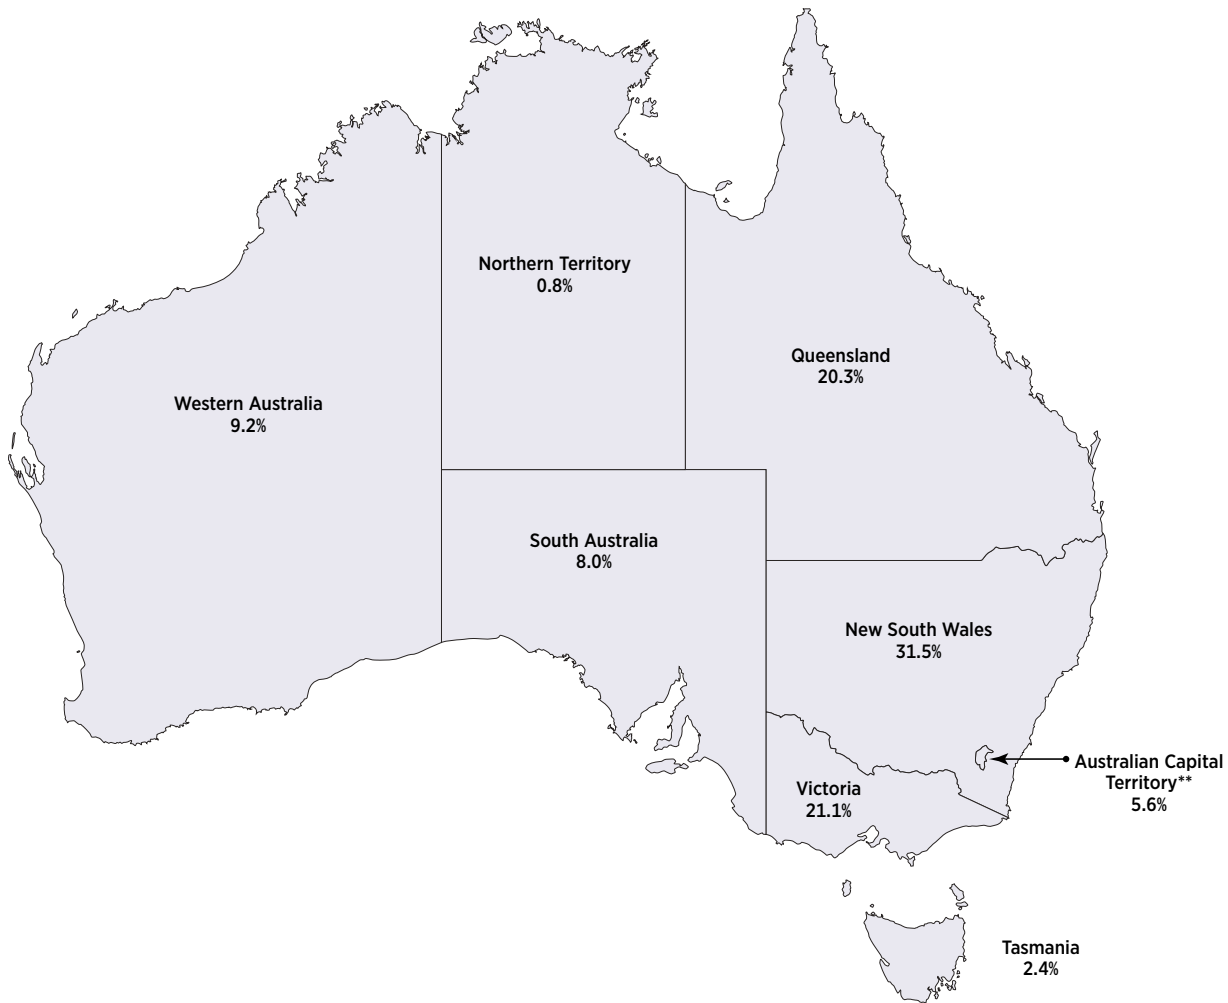 Northern Territory
0.8%
Queensland
20.3%
Western Australia
9.2%
South Australia
8.0%
New South Wales
31.5%
Australian Capital
Territory**
5.6%
Victoria
21.1%
Tasmania
2.4%